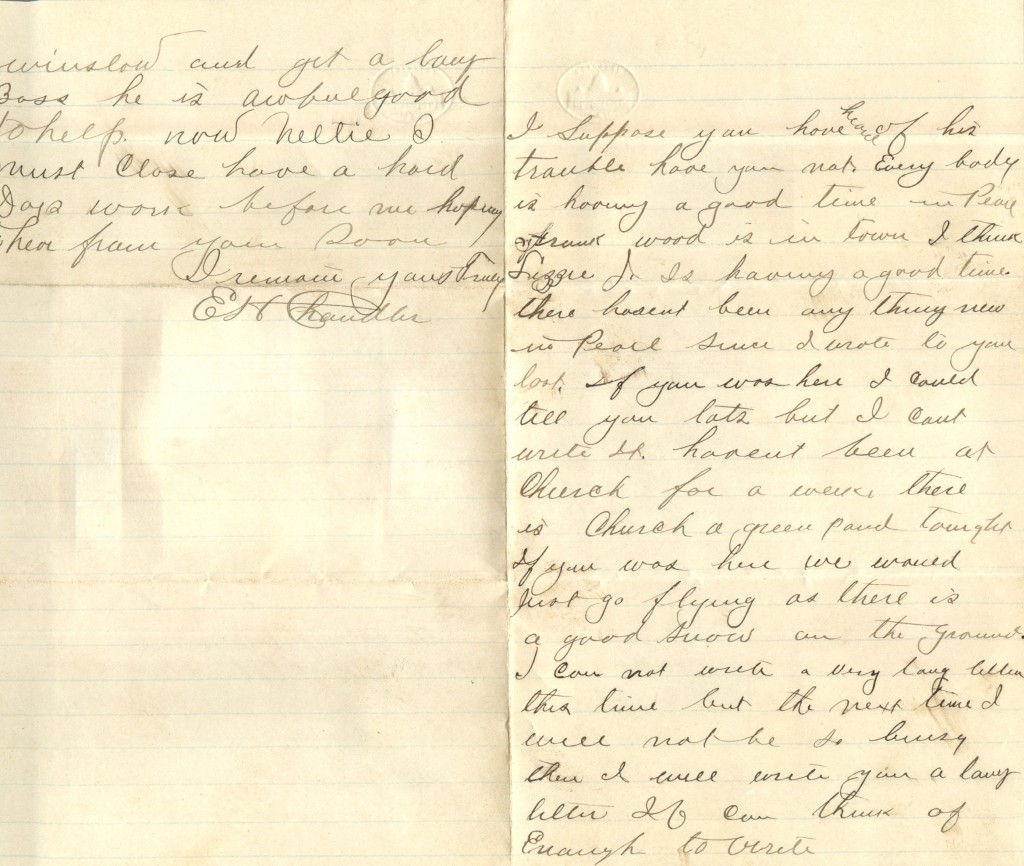 winslow and get a long
Boss he is awful good
to help. now Nettie I
must Close have a hard
Days work before me hoping
hear from you soon
I remain yours Truly
E H Chandler
I Suppose you have heard of his
trouble have you not. Every body
is having a good time in Pearl
Frank wood is in town I think
Lizzie J. Is having a good time.
there hasent been any thing new
in Pearl since I wrote to you
last. If you was here I could
tell you lots but I cant
write It. havent been at
Church for a week, there
is Church a green Pond tonight
If you was here we would
Just go flying as there is
a good snow on the ground.
I can not write a very long letter
this time but the next time I
will not be so busy
then I will write you a long
letter If I can think of
Enough to write